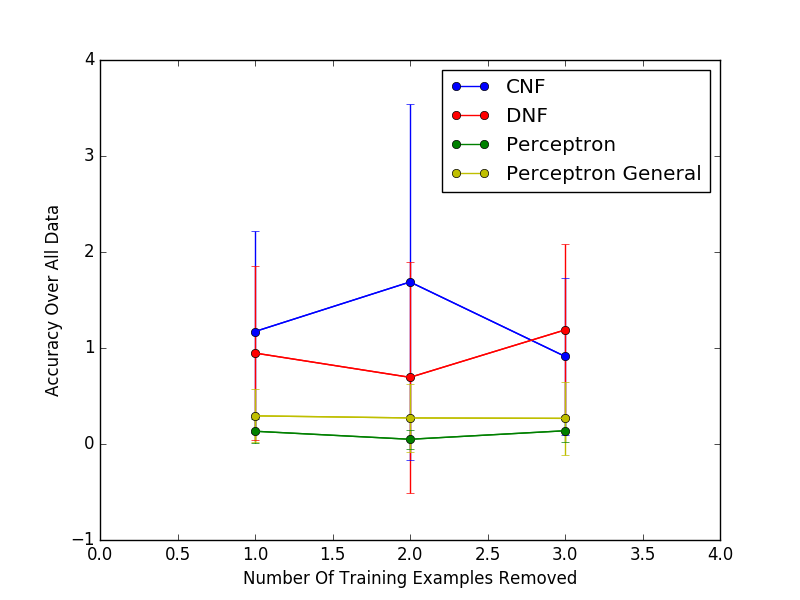 4
3
2
1
0
−1
0.0 0.5 1.0 1.5 2.0 2.5 3.0 3.5 4.0
Accuracy Over All Data
Number Of Training Examples Removed
CNF
DNF
Perceptron
Perceptron General